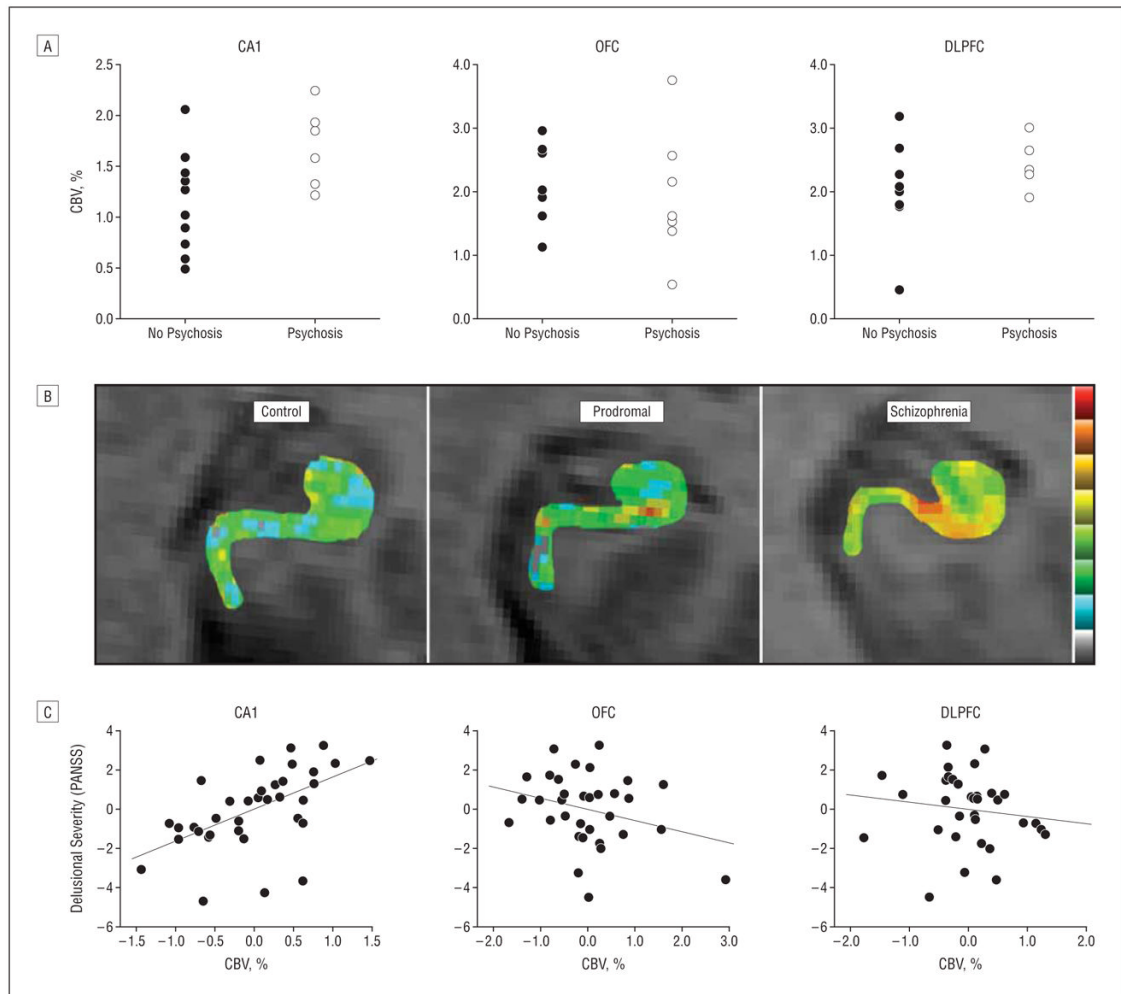 A
CA1
OFC
DLPFC
CBV, %
2.5
2.0
1.5
1.0
0.5
0.0
No Psychosis
Psychosis
4.0
3.0
2.0
1.0
0.0
No Psychosis
Psychosis
4.0
3.0
2.0
1.0
0.0
No Psychosis
Psychosis
B
Control
Prodromal
Schizophrenia
C
CA1
OFC
DLPFC
Delusional Severity (PANSS)
4
2
0
−2
−4
−6
−1.5 −1.0 −0.5 0.0 0.5 1.0 1.5
CBV, %
4
2
0
−2
−4
−6
−2.0 −1.0 0.0 1.0 2.0 3.0
CBV, %
4
2
0
−2
−4
−6
−2.0 −1.0 0.0 1.0 2.0
CBV, %